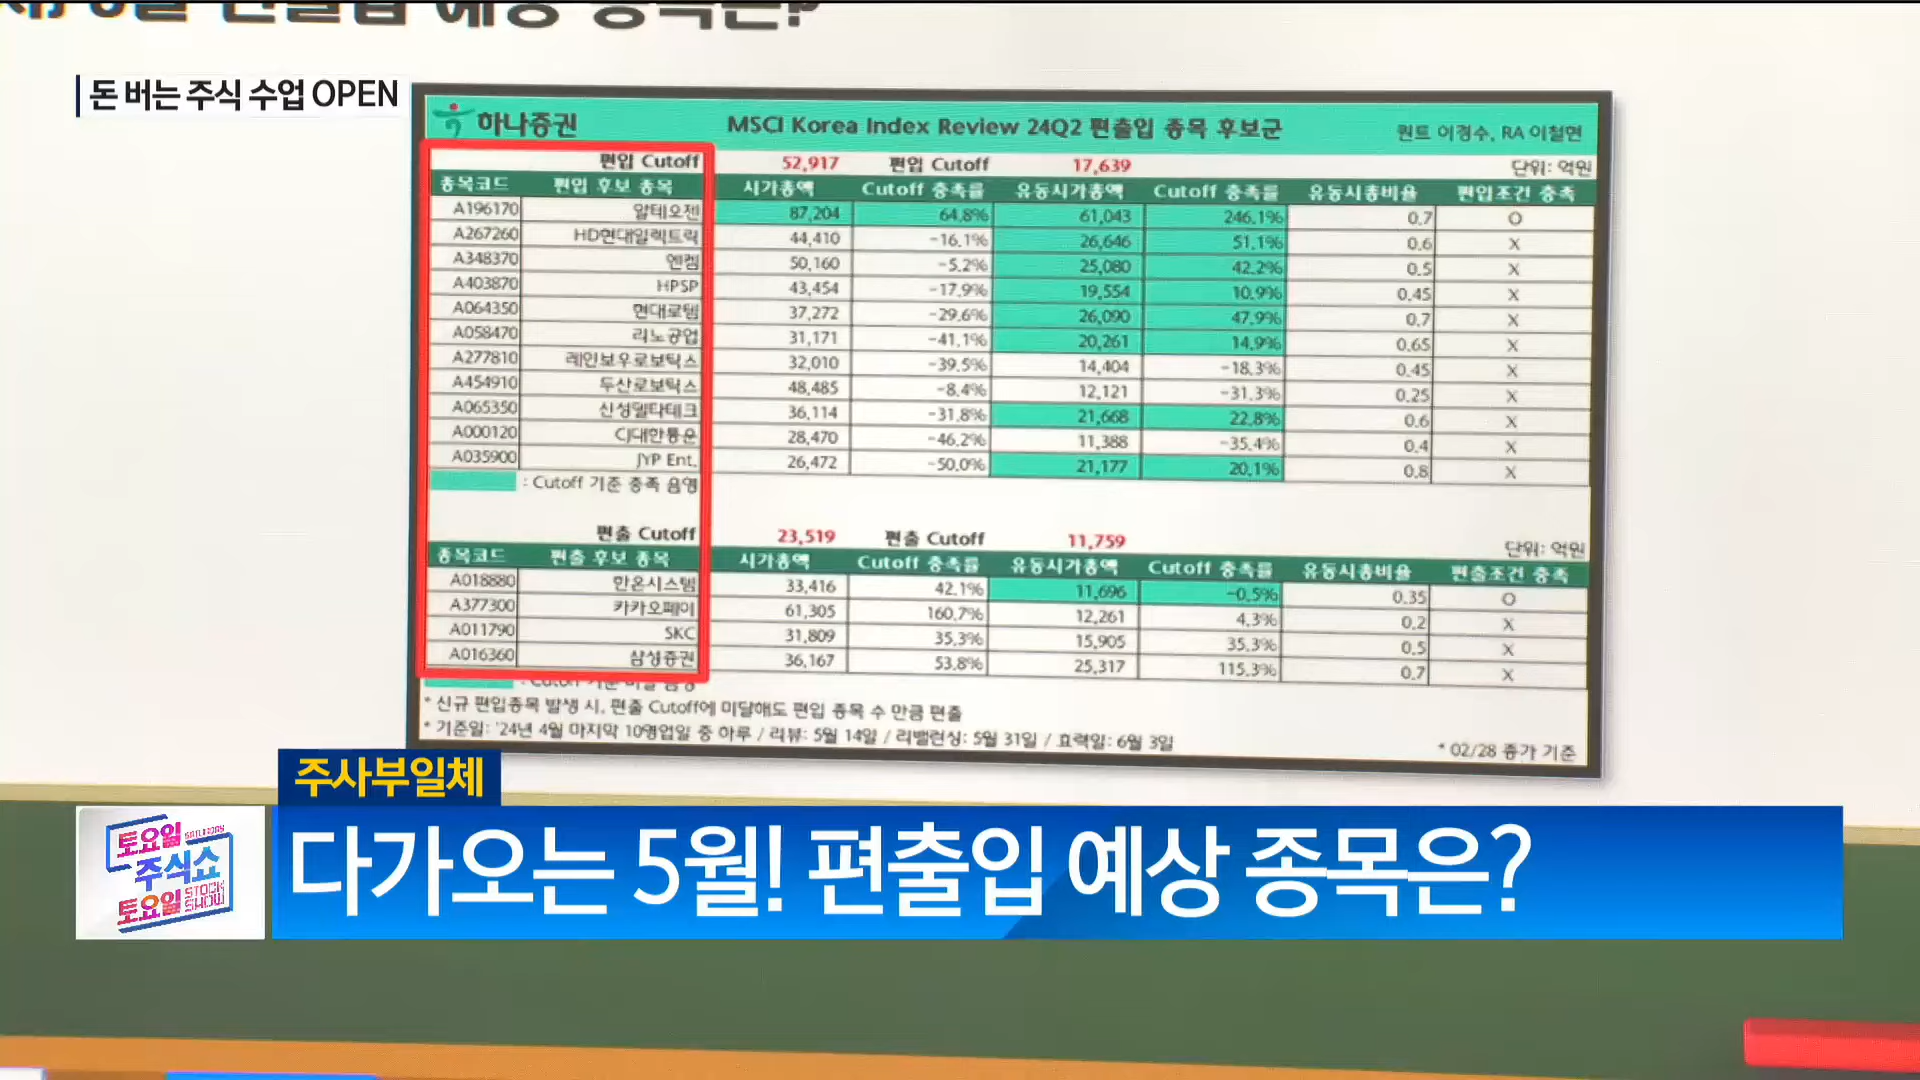 돈 버는 주식 수업 OPEN
하나증권 MSCI Korea Index Review 24Q2 편출입 종목 후보군 퀀트 이경수, RA 이철현
편입 Cutoff 52,917 편입 Cutoff 17,639 단위: 억원
종목코드 편입 후보 종목 시가총액 Cutoff 충족률 유동시가총액 Cutoff 충족률 유동시총비율 편입조건 충족
A196170 알테오젠 87,204 64.8% 61,043 246.1% 0.7 O
A267260 HD현대일렉트릭 44,410 -16.1% 26,646 51.1% 0.6 X
A348370 엔켐 50,160 -5.2% 25,080 42.2% 0.5 X
A403870 HPSP 43,454 -17.9% 19,554 10.9% 0.45 X
A064350 현대로템 37,272 -29.6% 26,090 47.9% 0.7 X
A058470 리노공업 31,171 -41.1% 20,261 14.9% 0.65 X
A277810 레인보우로보틱스 32,010 -39.5% 14,404 -18.3% 0.45 X
A454910 두산로보틱스 48,485 -8.4% 12,121 -31.3% 0.25 X
A065350 신성델타테크 36,114 -31.8% 21,668 22.8% 0.6 X
A000120 CJ대한통운 28,470 -46.2% 11,388 -35.4% 0.4 X
A035900 JYP Ent. 26,472 -50.0% 21,177 20.1% 0.8 X
: Cutoff 기준 충족 음영
편출 Cutoff 23,519 편출 Cutoff 11,759 단위: 억원
종목코드 편출 후보 종목 시가총액 Cutoff 충족률 유동시가총액 Cutoff 충족률 유동시총비율 편출조건 충족
A018880 한온시스템 33,416 42.1% 11,696 -0.5% 0.35 O
A377300 카카오페이 61,305 160.7% 12,261 4.3% 0.2 X
A011790 SKC 31,809 35.3% 15,905 35.3% 0.5 X
A016360 삼성증권 36,167 53.8% 25,317 115.3% 0.7 X
* 신규 편입종목 발생 시, 편출 Cutoff에 미달해도 편입 종목 수 만큼 편출
* 기준일: '24년 4월 마지막 10영업일 중 하루 / 리뷰: 5월 14일 / 리밸런싱: 5월 31일 / 효력일: 6월 3일
* 02/28 종가 기준
주사부일체
다가오는 5월! 편출입 예상 종목은?
토요일 SATURDAY
주식쇼
토요일 STOCK SHOW